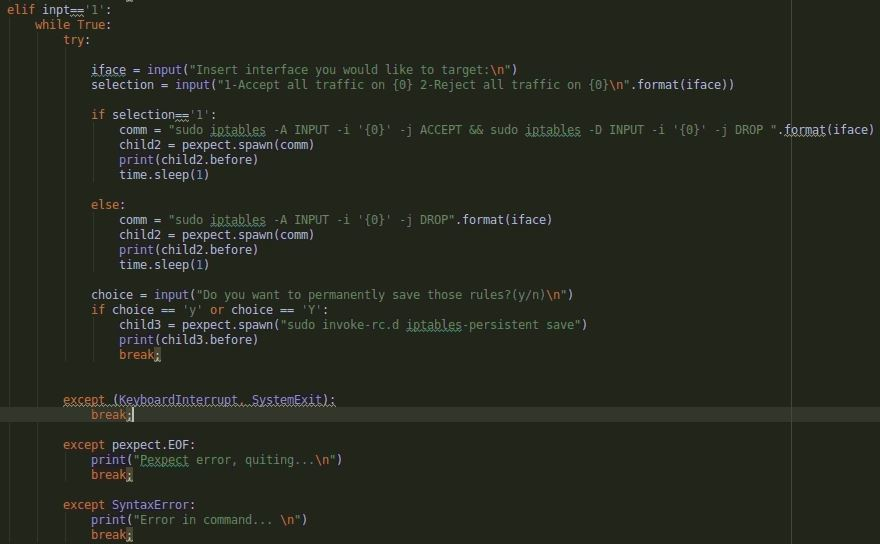 elif inpt=='1':
while True:
try:
iface = input("Insert interface you would like to target:\n")
selection = input("1-Accept all traffic on {0} 2-Reject all traffic on {0}\n".format(iface))
if selection=='1':
comm = "sudo iptables -A INPUT -i '{0}' -j ACCEPT && sudo iptables -D INPUT -i '{0}' -j DROP ".format(iface)
child2 = pexpect.spawn(comm)
print(child2.before)
time.sleep(1)
else:
comm = "sudo iptables -A INPUT -i '{0}' -j DROP".format(iface)
child2 = pexpect.spawn(comm)
print(child2.before)
time.sleep(1)
choice = input("Do you want to permanently save those rules?(y/n)\n")
if choice == 'y' or choice == 'Y':
child3 = pexpect.spawn("sudo invoke-rc.d iptables-persistent save")
print(child3.before)
break;
except (KeyboardInterrupt, SystemExit):
break;
except pexpect.EOF:
print("Pexpect error, quiting...\n")
break;
except SyntaxError:
print("Error in command... \n")
break;